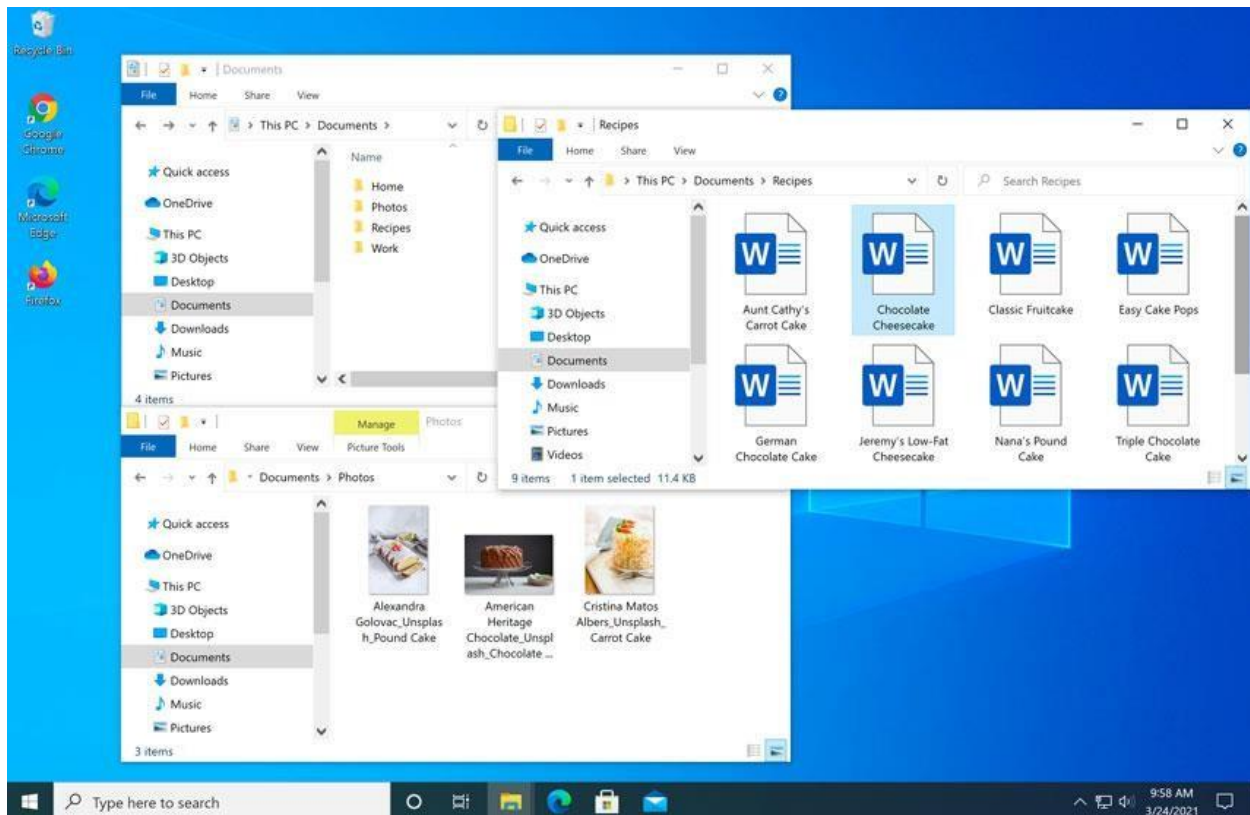 Recycle Bin
Google
Chrome
Microsoft
Edge
Firefox
Documents
File Home Share View
This PC > Documents >
Quick access
OneDrive
This PC
3D Objects
Desktop
Documents
Downloads
Music
Pictures
4 items
Name
Home
Photos
Recipes
Work
Recipes
File Home Share View
> This PC > Documents > Recipes
Search Recipes
Quick access
OneDrive
This PC
3D Objects
Desktop
Documents
Downloads
Music
Pictures
Videos
Aunt Cathy's
Carrot Cake
Chocolate
Cheesecake
Classic Fruitcake
Easy Cake Pops
German
Chocolate Cake
Jeremy's Low-Fat
Cheesecake
Nana's Pound
Cake
Triple Chocolate
Cake
9 items 1 item selected 11.4 KB
Manage Photos
File Home Share View Picture Tools
Documents > Photos
Quick access
OneDrive
This PC
3D Objects
Desktop
Documents
Downloads
Music
Pictures
3 items
Alexandra
Golovac_Unsplas
h_Pound Cake
American
Heritage
Chocolate_Unspl
ash_Chocolate ...
Cristina Matos
Albers_Unsplash_
Carrot Cake
Type here to search
9:58 AM
3/24/2021